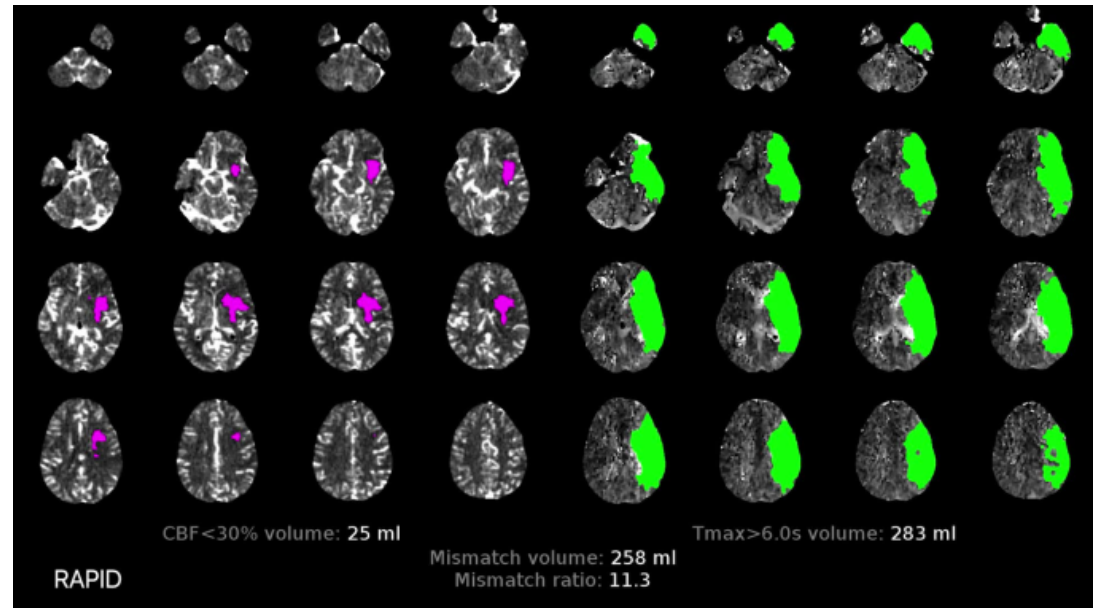 CBF<30% volume: 25 ml
Tmax>6.0s volume: 283 ml
Mismatch volume: 258 ml
Mismatch ratio: 11.3
RAPID